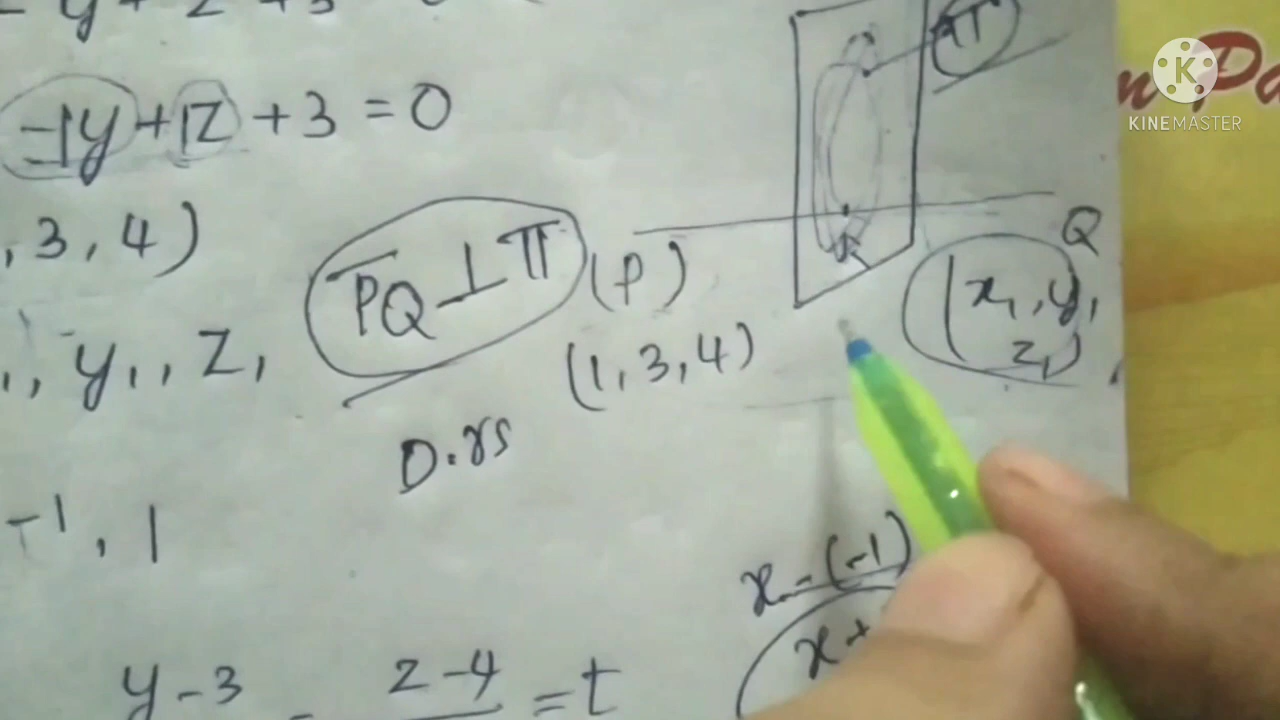 - y + z + 3
-1y + 1z + 3 = 0
π
, 3, 4)
PQ ⊥ π
(P)
Q
(x₁, y₁,
z₁)
R
(1, 3, 4)
, y₁, z₁
D.rs
-1, 1
x - (-1)
x +
y - 3
z - 4
= t
KINEMASTER